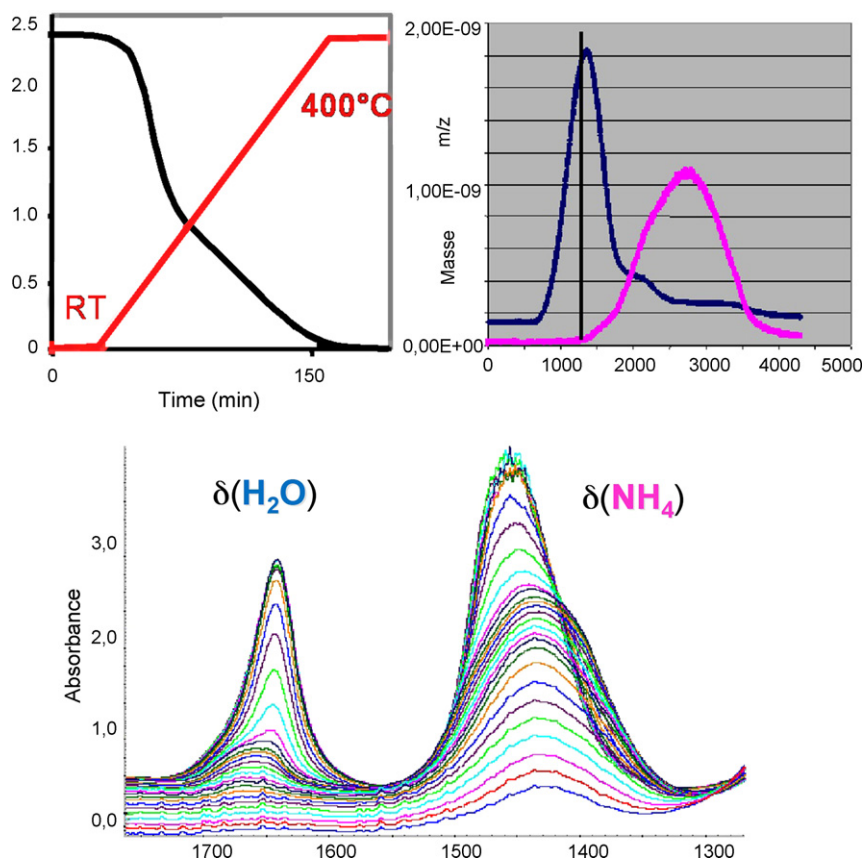 2.5
2.0
1.5
1.0
0.5
0
RT
400°C
0
150
Time (min)
2,00E-09
1,00E-09
0,00E+00
m/z
Masse
0
1000
2000
3000
4000
5000
δ(H₂O)
δ(NH₄)
3,0
2,0
1,0
0,0
Absorbance
1700
1600
1500
1400
1300